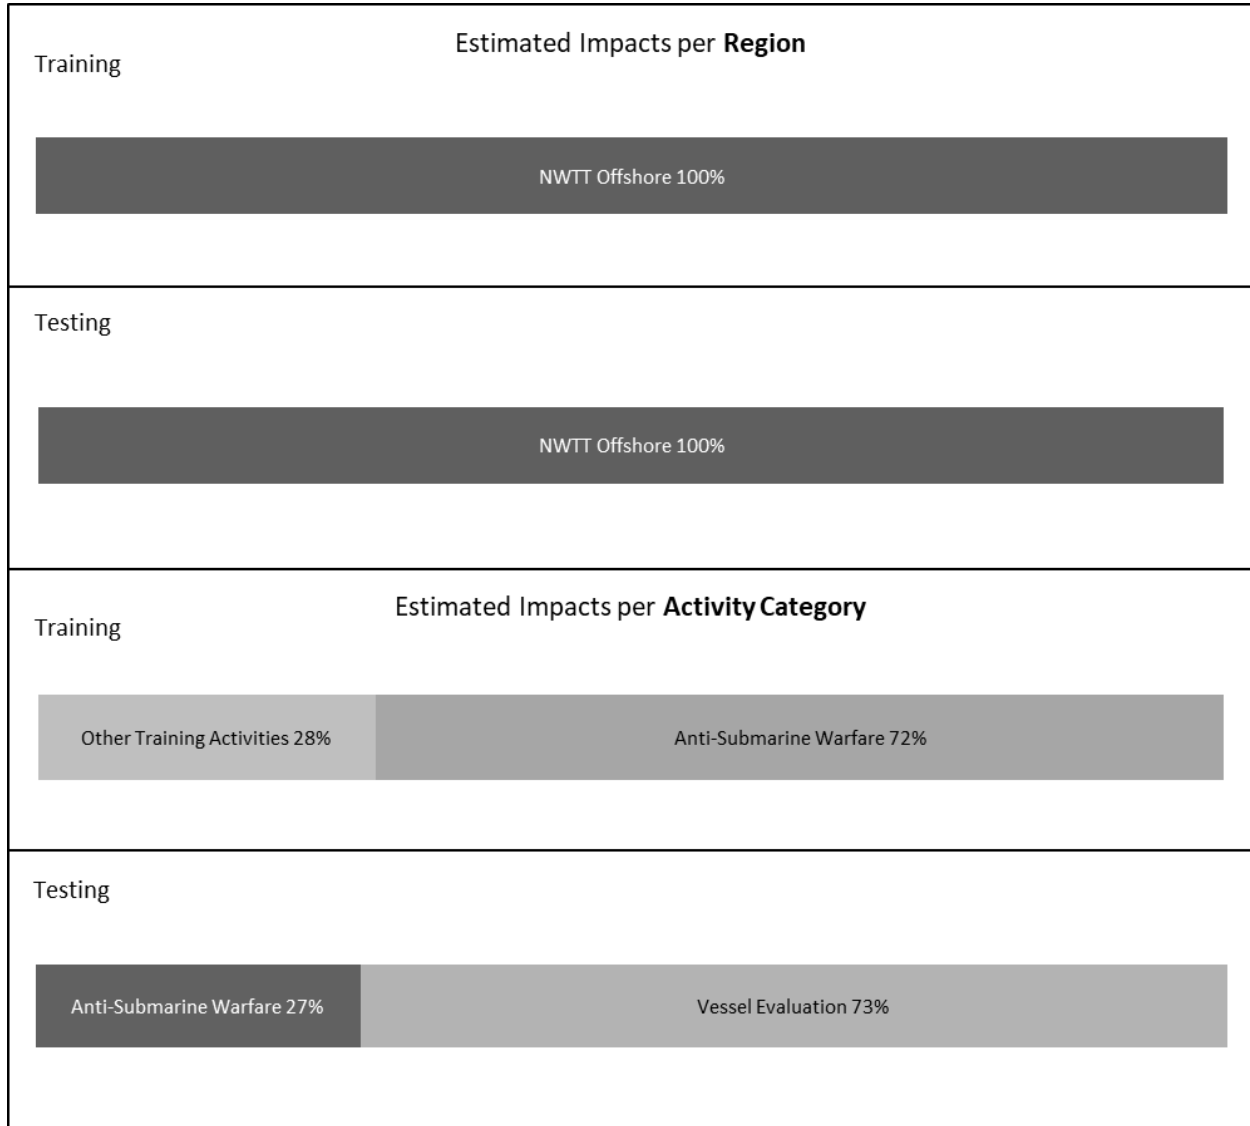 Estimated Impacts per Region
Training
NWTT Offshore 100%
Testing
NWTT Offshore 100%
Estimated Impacts per Activity Category
Training
Other Training Activities 28%
Anti-Submarine Warfare 72%
Testing
Anti-Submarine Warfare 27%
Vessel Evaluation 73%